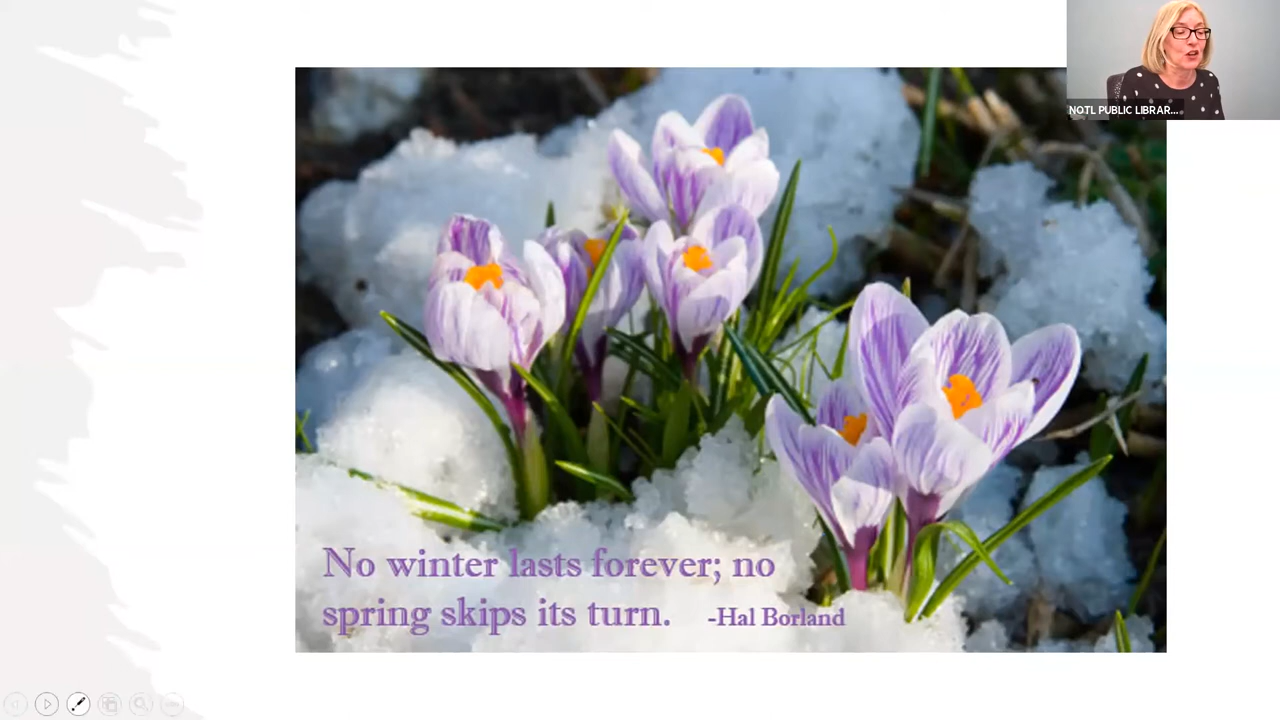 NOTL PUBLIC LIBRAR...
No winter lasts forever; no
spring skips its turn. -Hal Borland